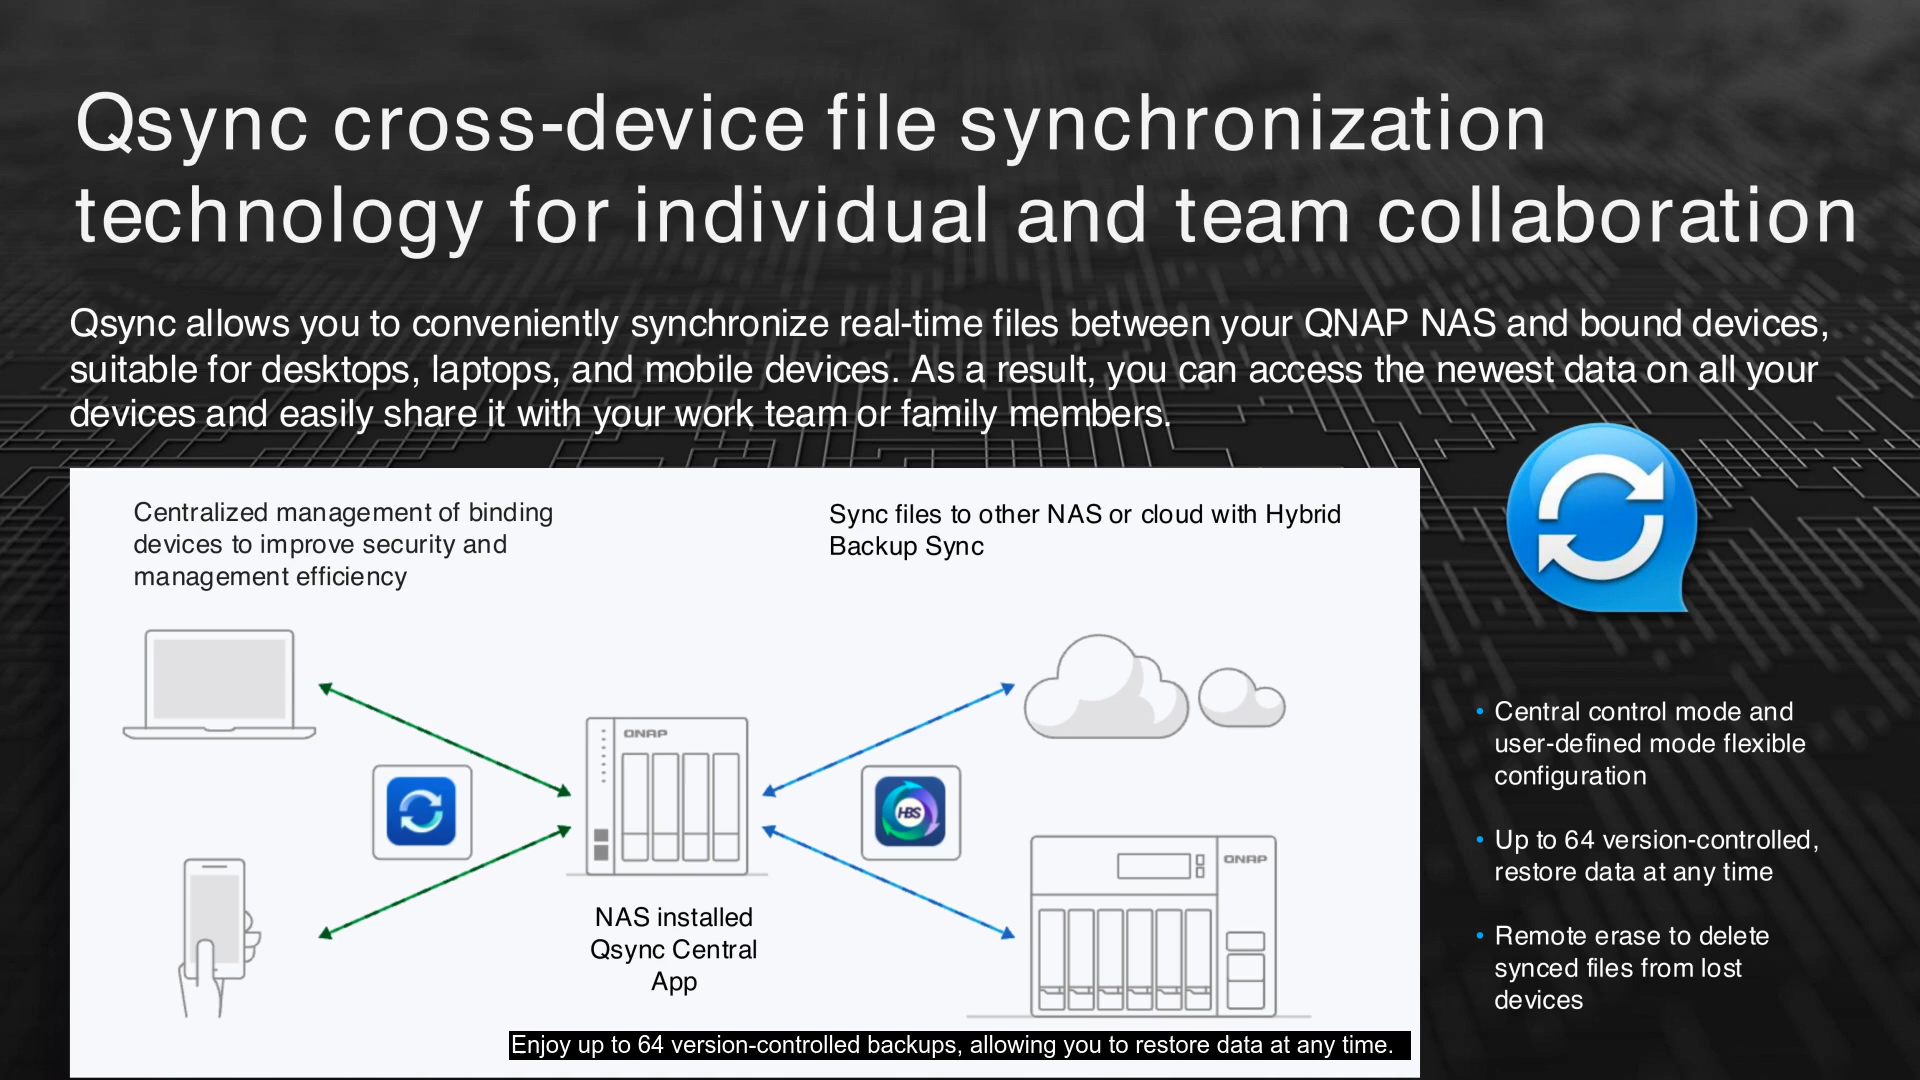 Qsync cross-device file synchronization
technology for individual and team collaboration
Qsync allows you to conveniently synchronize real-time files between your QNAP NAS and bound devices,
suitable for desktops, laptops, and mobile devices. As a result, you can access the newest data on all your
devices and easily share it with your work team or family members.
Centralized management of binding
devices to improve security and
management efficiency
Sync files to other NAS or cloud with Hybrid
Backup Sync
QNAP
HBS
QNAP
NAS installed
Qsync Central
App
• Central control mode and
user-defined mode flexible
configuration
• Up to 64 version-controlled,
restore data at any time
• Remote erase to delete
synced files from lost
devices
Enjoy up to 64 version-controlled backups, allowing you to restore data at any time.